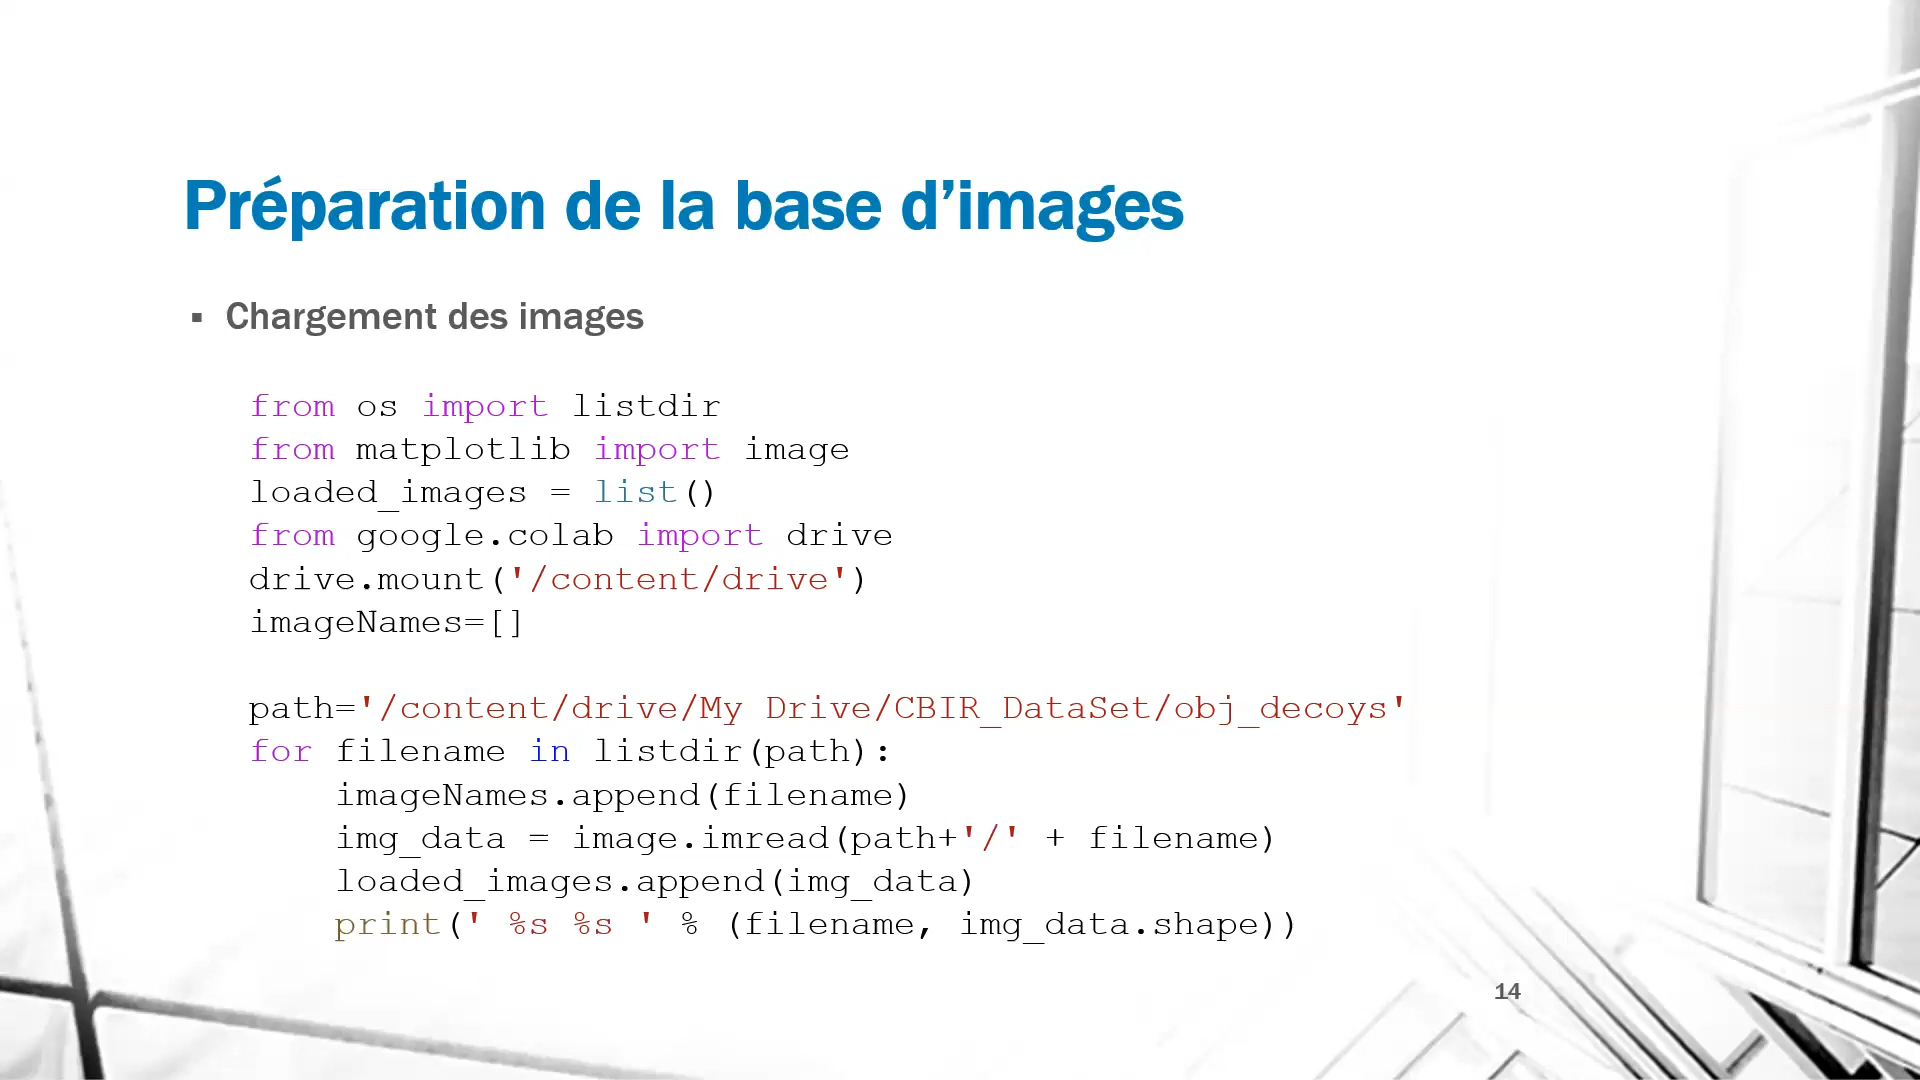 Préparation de la base d’images
▪ Chargement des images
from os import listdir
from matplotlib import image
loaded_images = list()
from google.colab import drive
drive.mount('/content/drive')
imageNames=[]
path='/content/drive/My Drive/CBIR_DataSet/obj_decoys'
for filename in listdir(path):
    imageNames.append(filename)
    img_data = image.imread(path+'/' + filename)
    loaded_images.append(img_data)
    print(' %s %s ' % (filename, img_data.shape))
14